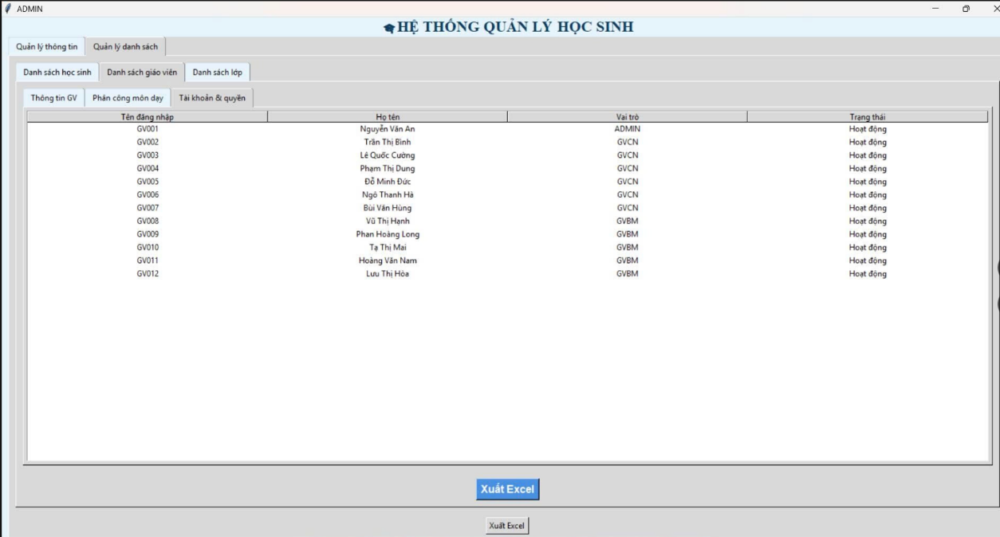 ADMIN
HỆ THỐNG QUẢN LÝ HỌC SINH
Quản lý thông tin Quản lý danh sách
Danh sách học sinh Danh sách giáo viên Danh sách lớp
Thông tin GV Phân công môn dạy Tài khoản & quyền
Tên đăng nhập Họ tên Vai trò Trạng thái
GV001 Nguyễn Văn An ADMIN Hoạt động
GV002 Trần Thị Bình GVCN Hoạt động
GV003 Lê Quốc Cường GVCN Hoạt động
GV004 Phạm Thị Dung GVCN Hoạt động
GV005 Đỗ Minh Đức GVCN Hoạt động
GV006 Ngô Thanh Hà GVCN Hoạt động
GV007 Bùi Văn Hùng GVCN Hoạt động
GV008 Vũ Thị Hạnh GVBM Hoạt động
GV009 Phan Hoàng Long GVBM Hoạt động
GV010 Tạ Thị Mai GVBM Hoạt động
GV011 Hoàng Văn Nam GVBM Hoạt động
GV012 Lưu Thị Hòa GVBM Hoạt động
Xuất Excel
Xuất Excel